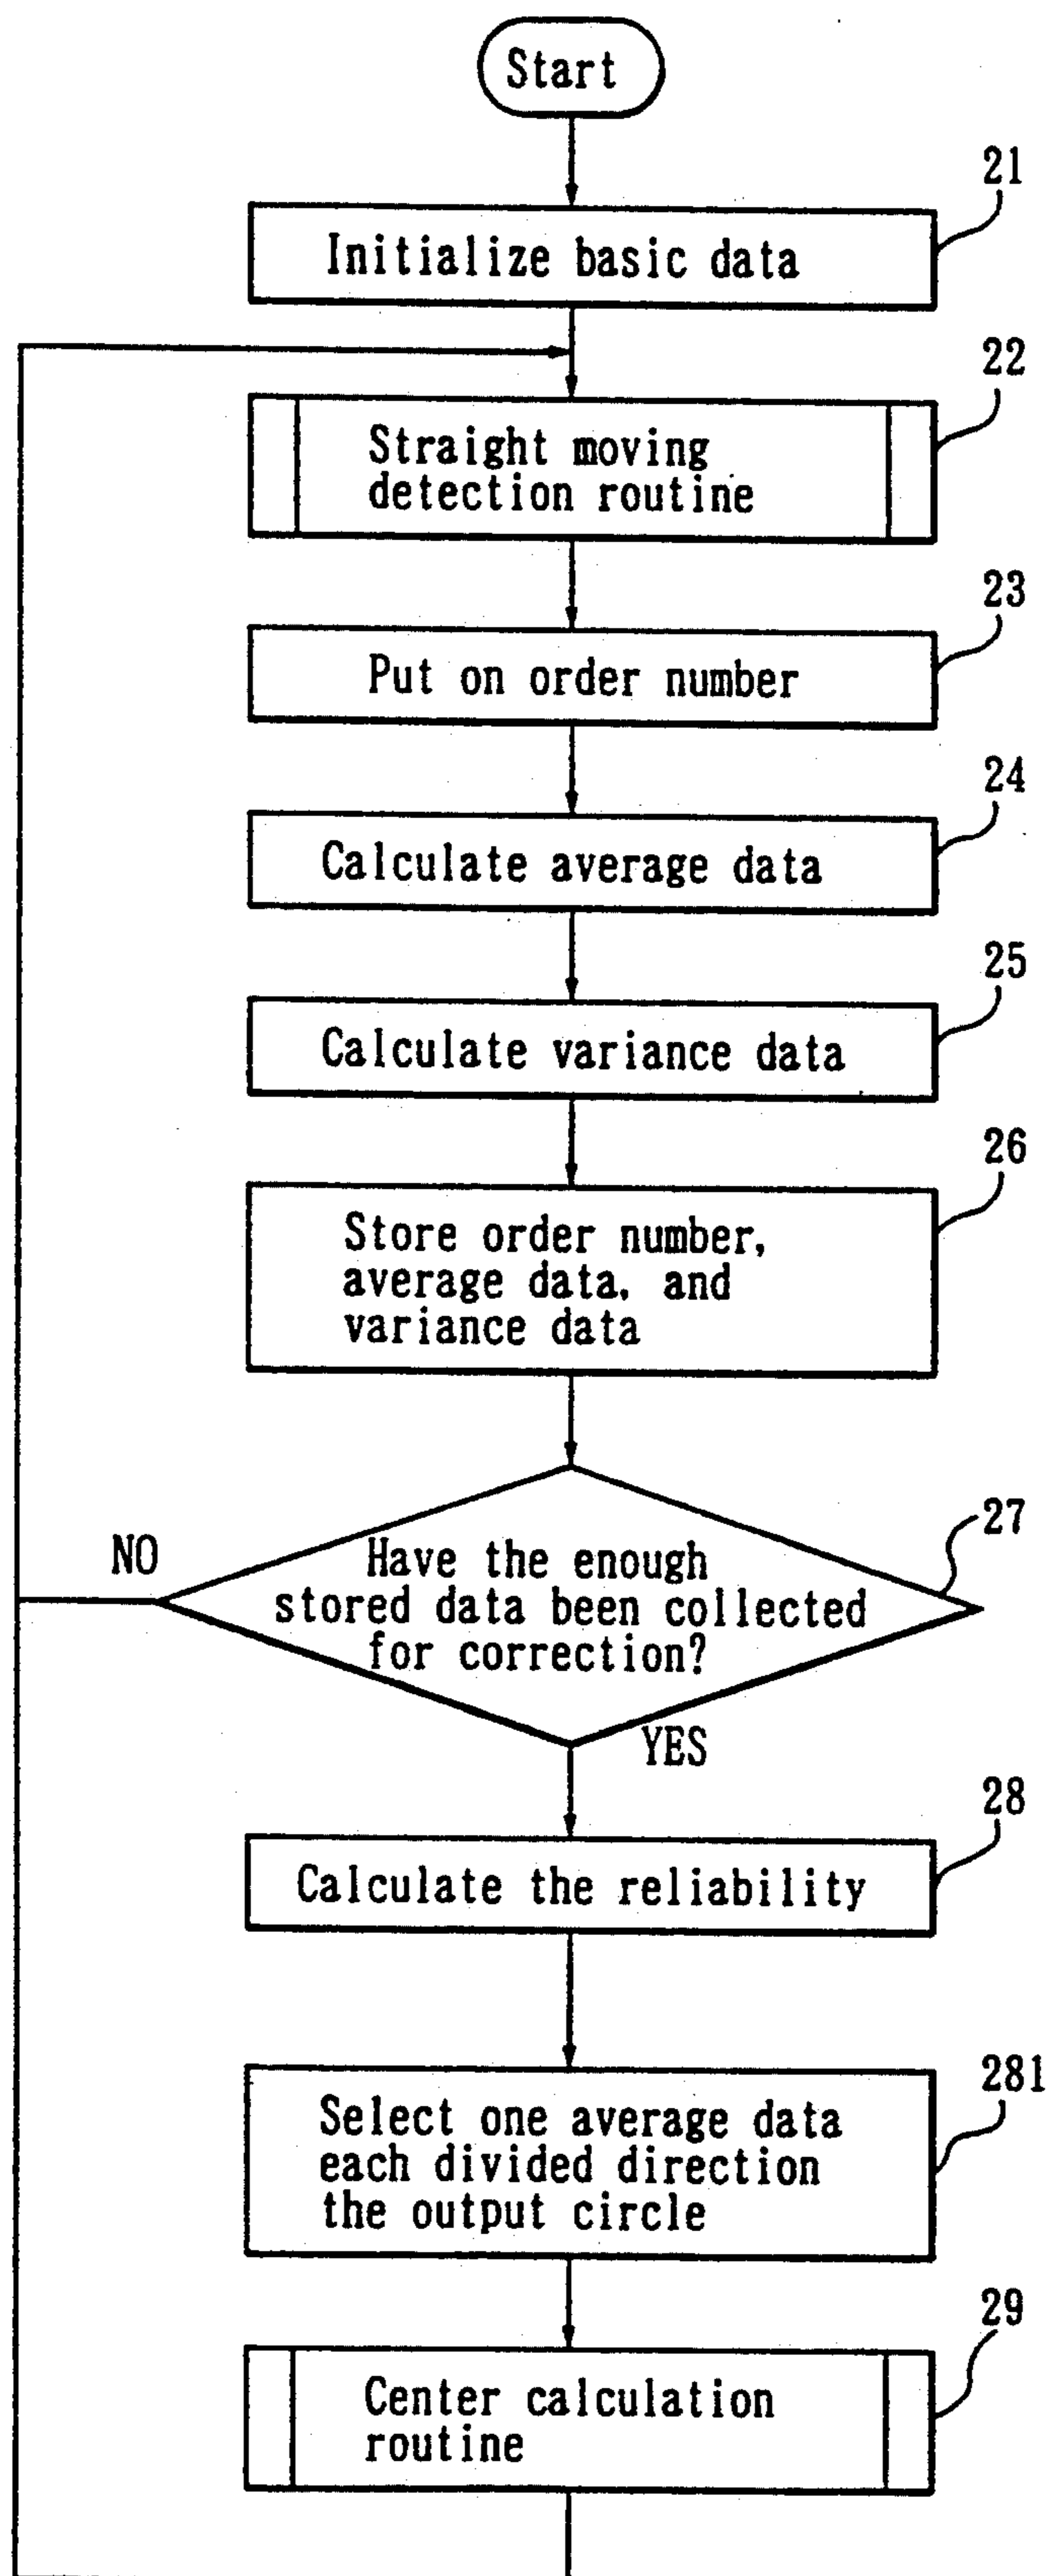 Start
21
Initialize basic data
22
Straight moving
detection routine
23
Put on order number
24
Calculate average data
25
Calculate variance data
26
Store order number,
average data, and
variance data
27
NO
Have the enough
stored data been collected
for correction?
YES
28
Calculate the reliability
281
Select one average data
each divided direction
the output circle
29
Center calculation
routine